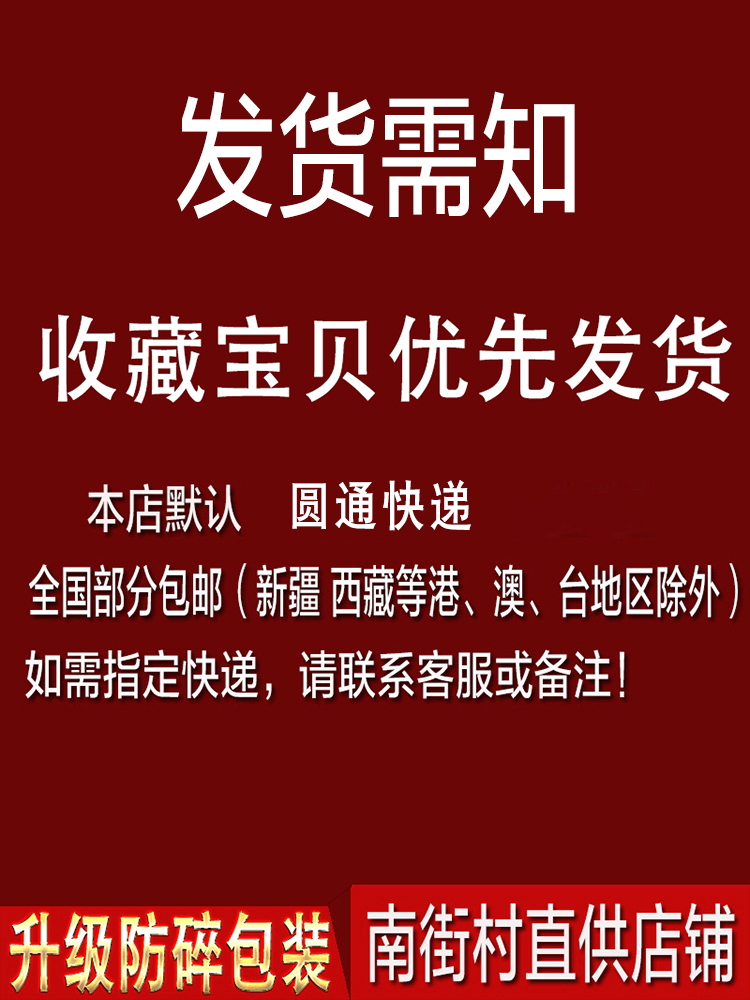 发货需知
收藏宝贝优先发货
本店默认 圆通快递
全国部分包邮（新疆 西藏等港、澳、台地区除外）
如需指定快递，请联系客服或备注！
升级防碎包装
南街村直供店铺